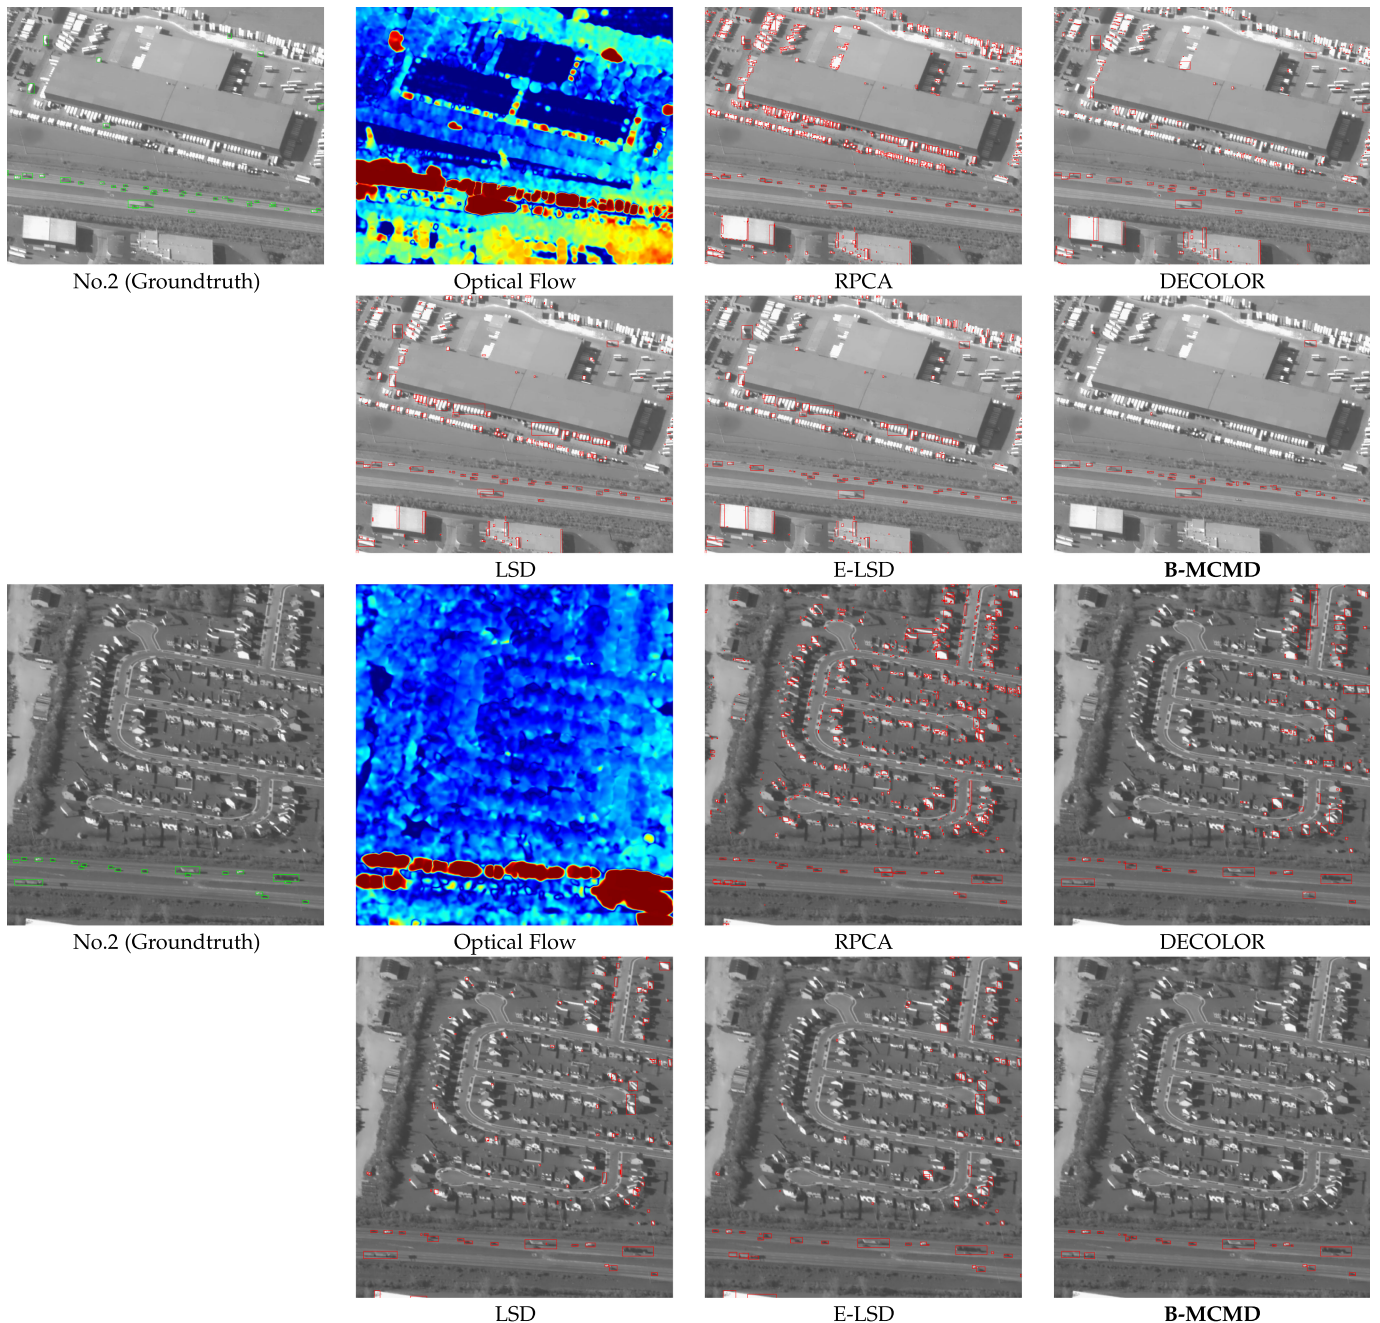 No.2 (Groundtruth)
Optical Flow
RPCA
DECOLOR
LSD
E-LSD
B-MCMD
No.2 (Groundtruth)
Optical Flow
RPCA
DECOLOR
LSD
E-LSD
B-MCMD